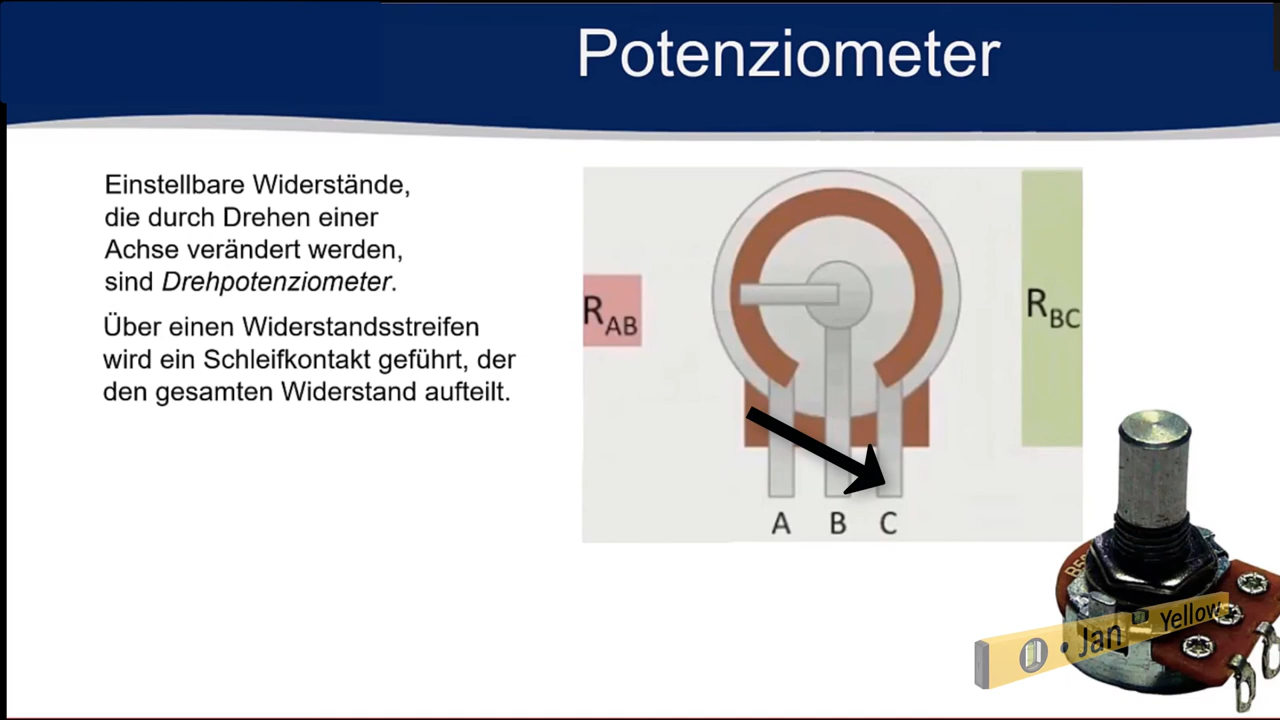 Potenziometer
Einstellbare Widerstände,
die durch Drehen einer
Achse verändert werden,
sind Drehpotenziometer.
Über einen Widerstandsstreifen
wird ein Schleifkontakt geführt, der
den gesamten Widerstand aufteilt.
RAB
RBC
A B C
Jan Yellow